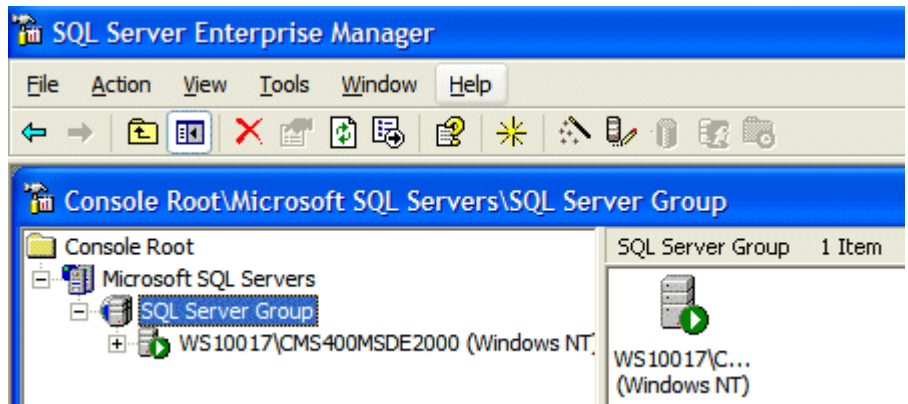 SQL Server Enterprise Manager
File Action View Tools Window Help
Console Root\Microsoft SQL Servers\SQL Server Group
Console Root
Microsoft SQL Servers
SQL Server Group
WS10017\CMS400MSDE2000 (Windows NT)
SQL Server Group 1 Item
WS10017\C...
(Windows NT)